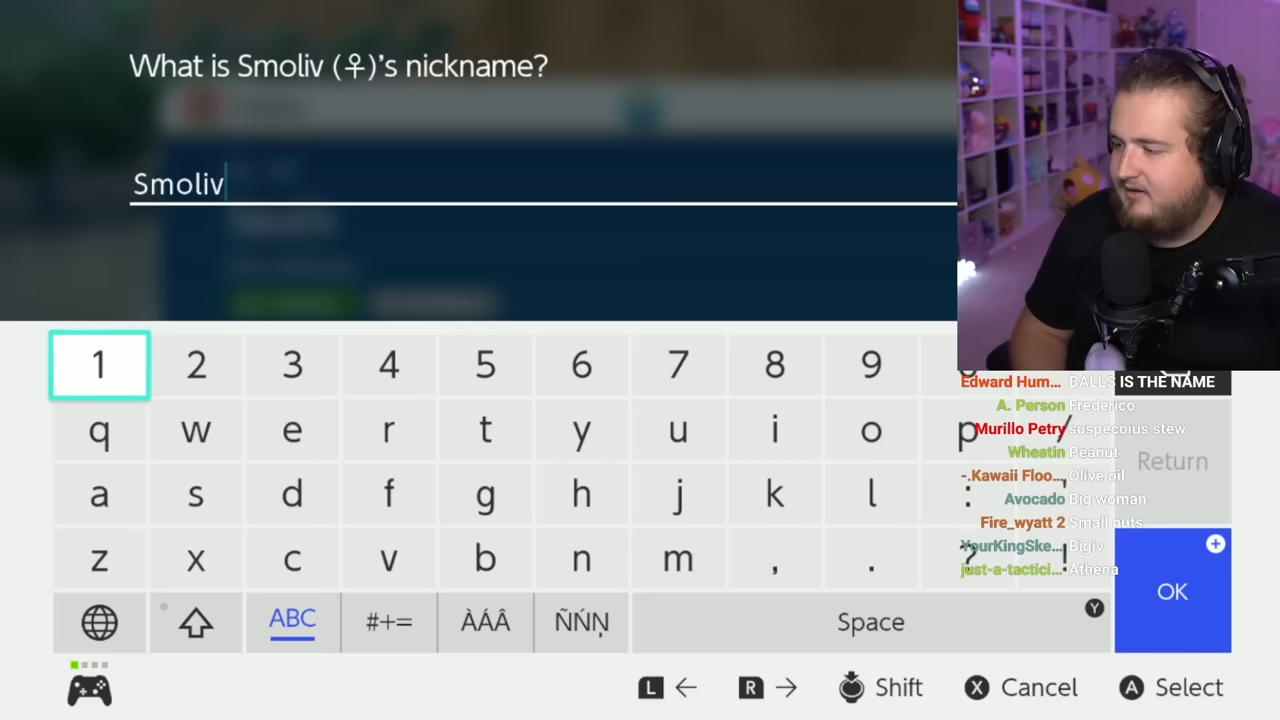 What is Smoliv (♀)'s nickname?
Smoliv
1 2 3 4 5 6 7 8 9
q w e r t y u i o p /
a s d f g h j k l : '
z x c v b n m , . ? !
ABC #+= ÀÁÂ ÑŃŅ Space Y
Return
+
OK
L ← R → Shift X Cancel A Select
Edward Hum... BALLS IS THE NAME
A. Person Frederico
Murillo Petry suspecoius stew
Wheatin Peanut
-.Kawaii Floo... Olive oil
Avocado Big woman
Fire_wyatt 2 Small nuts
YourKingSke... Bigiv
just-a-tactici... Athena